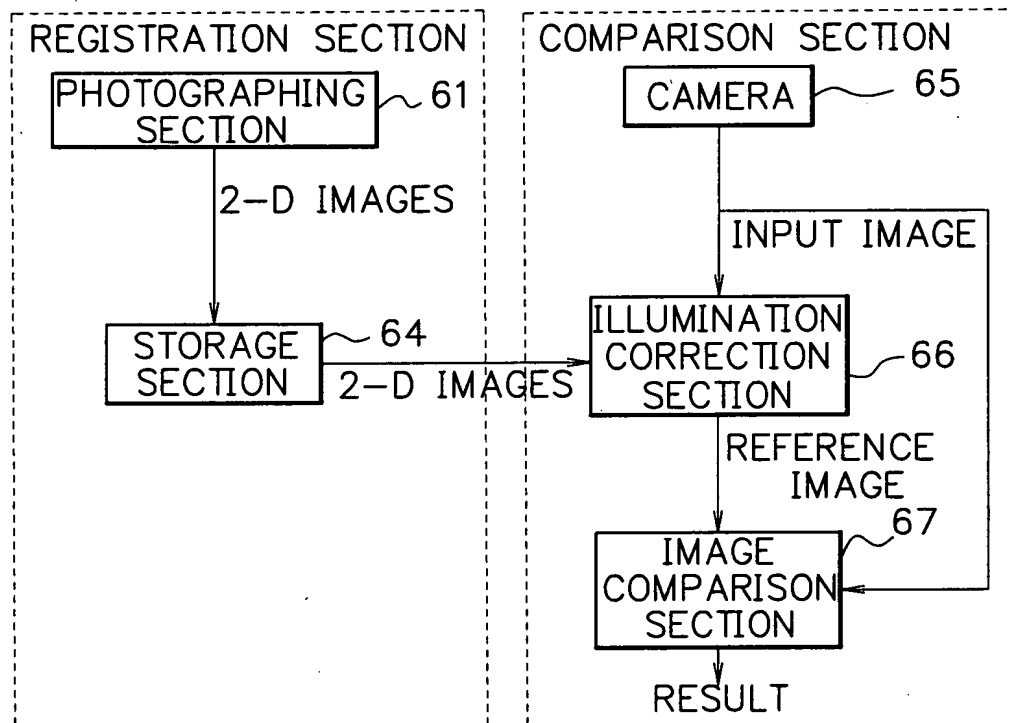 REGISTRATION SECTION
PHOTOGRAPHING
SECTION
61
2-D IMAGES
STORAGE
SECTION
64
2-D IMAGES
COMPARISON SECTION
CAMERA
65
INPUT IMAGE
ILLUMINATION
CORRECTION
SECTION
66
REFERENCE
IMAGE
67
IMAGE
COMPARISON
SECTION
RESULT